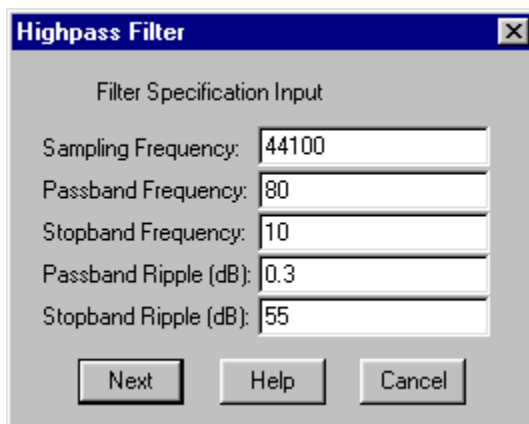 Highpass Filter
Filter Specification Input
Sampling Frequency: 44100
Passband Frequency: 80
Stopband Frequency: 10
Passband Ripple (dB): 0.3
Stopband Ripple (dB): 55
Next Help Cancel